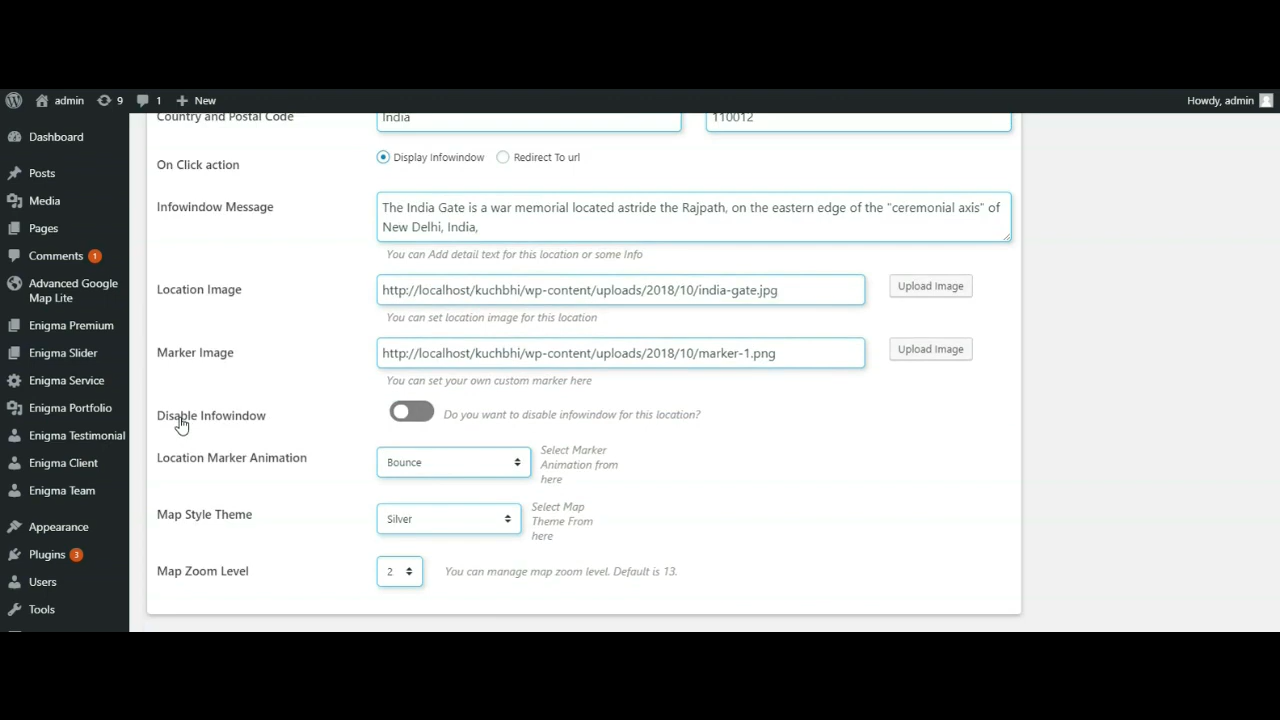 admin
9
1
New
Howdy, admin
Dashboard
Posts
Media
Pages
Comments 1
Advanced Google
Map Lite
Enigma Premium
Enigma Slider
Enigma Service
Enigma Portfolio
Enigma Testimonial
Enigma Client
Enigma Team
Appearance
Plugins 3
Users
Tools
Country and Postal Code
India
110012
On Click action
Display Infowindow
Redirect To url
Infowindow Message
The India Gate is a war memorial located astride the Rajpath, on the eastern edge of the "ceremonial axis" of
New Delhi, India,
You can Add detail text for this location or some Info
Location Image
http://localhost/kuchbhi/wp-content/uploads/2018/10/india-gate.jpg
Upload Image
You can set location image for this location
Marker Image
http://localhost/kuchbhi/wp-content/uploads/2018/10/marker-1.png
Upload Image
You can set your own custom marker here
Disable Infowindow
Do you want to disable infowindow for this location?
Location Marker Animation
Bounce
Select Marker
Animation from
here
Map Style Theme
Silver
Select Map
Theme From
here
Map Zoom Level
2
You can manage map zoom level. Default is 13.